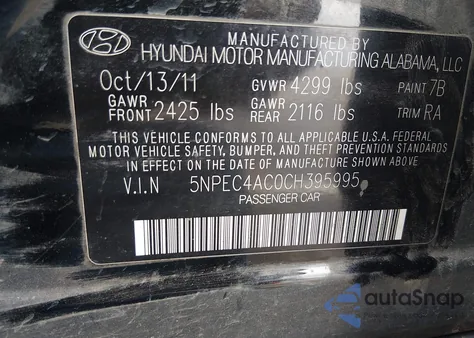 MANUFACTURED BY
HYUNDAI MOTOR MANUFACTURING ALABAMA, LLC
Oct/13/11 GVWR 4299 lbs PAINT 7B
GAWR FRONT 2425 lbs GAWR REAR 2116 lbs TRIM RA
THIS VEHICLE CONFORMS TO ALL APPLICABLE U.S.A FEDERAL
MOTOR VEHICLE SAFETY, BUMPER, AND THEFT PREVENTION
STANDARDS IN EFFECT ON THE DATE OF MANUFACTURE
SHOWN ABOVE.
V.I.N 5NPEC4AC0CH395995
PASSENGER CAR
autoSnap